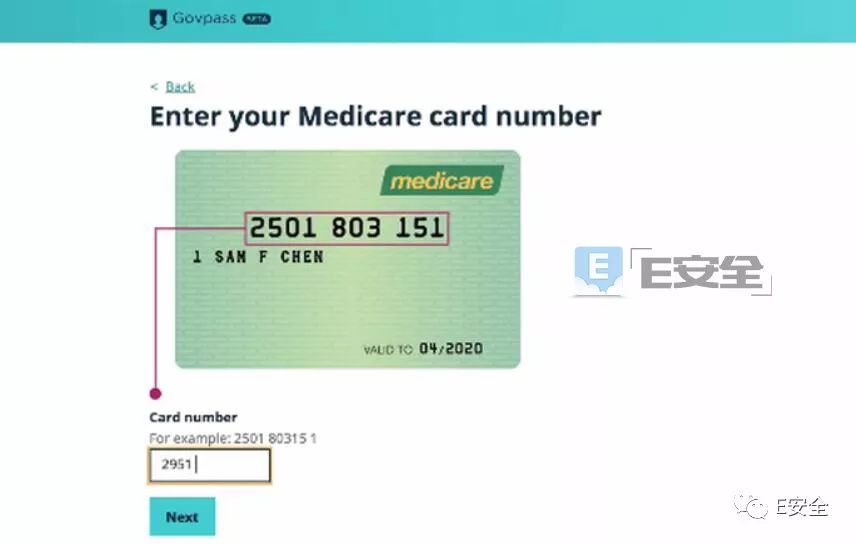 Govpass BETA
< Back
Enter your Medicare card number
medicare
2501 803 151
1 SAM F CHEN
E E安全
VALID TO 04/2020
Card number
For example: 2501 80315 1
2951
Next
E安全